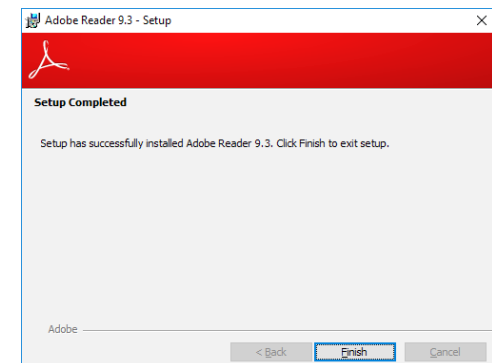 Adobe Reader 9.3 - Setup
Setup Completed
Setup has successfully installed Adobe Reader 9.3. Click Finish to exit setup.
Adobe
< Back Finish Cancel